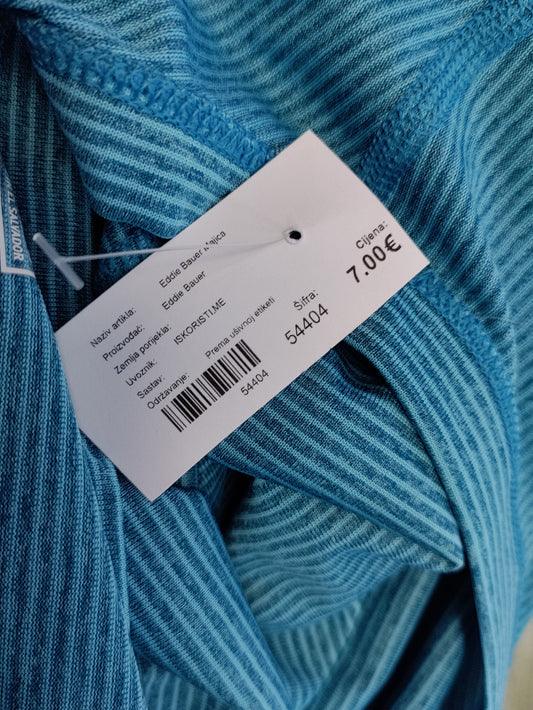 Naziv artikla: Eddie Bauer Majica
Proizvođač: Eddie Bauer
Zemlja porijekla:
Uvoznik: ISKORISTI.ME
Sastav:
Održavanje: Prema ušivnoj etiketi
54404
Šifra:
54404
Cijena:
7.00€
SALVADOR